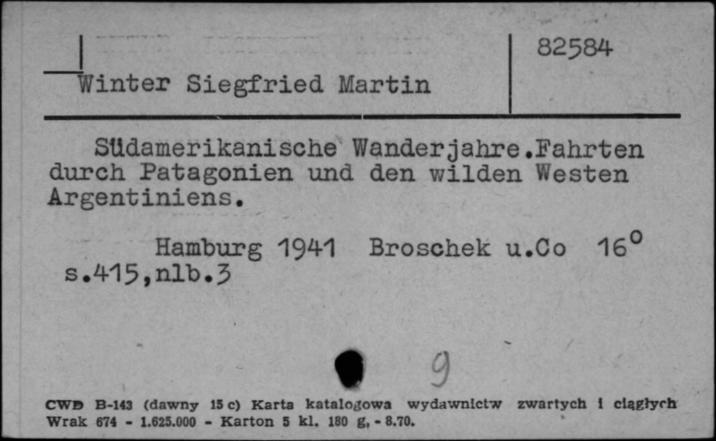 82584
Winter Siegfried Martin
Südamerikanische Wanderjahre.Fahrten
durch Patagonien und den wilden Westen
Argentiniens.
Hamburg 1941 Broschek u.Co 16°
s.415,nlb.3
9
CWD B-143 (dawny 15 c) Karta katalogowa wydawnictw zwartych i ciągłych
Wrak 674 - 1.625.000 - Karton 5 kl. 180 g, - 8.70.